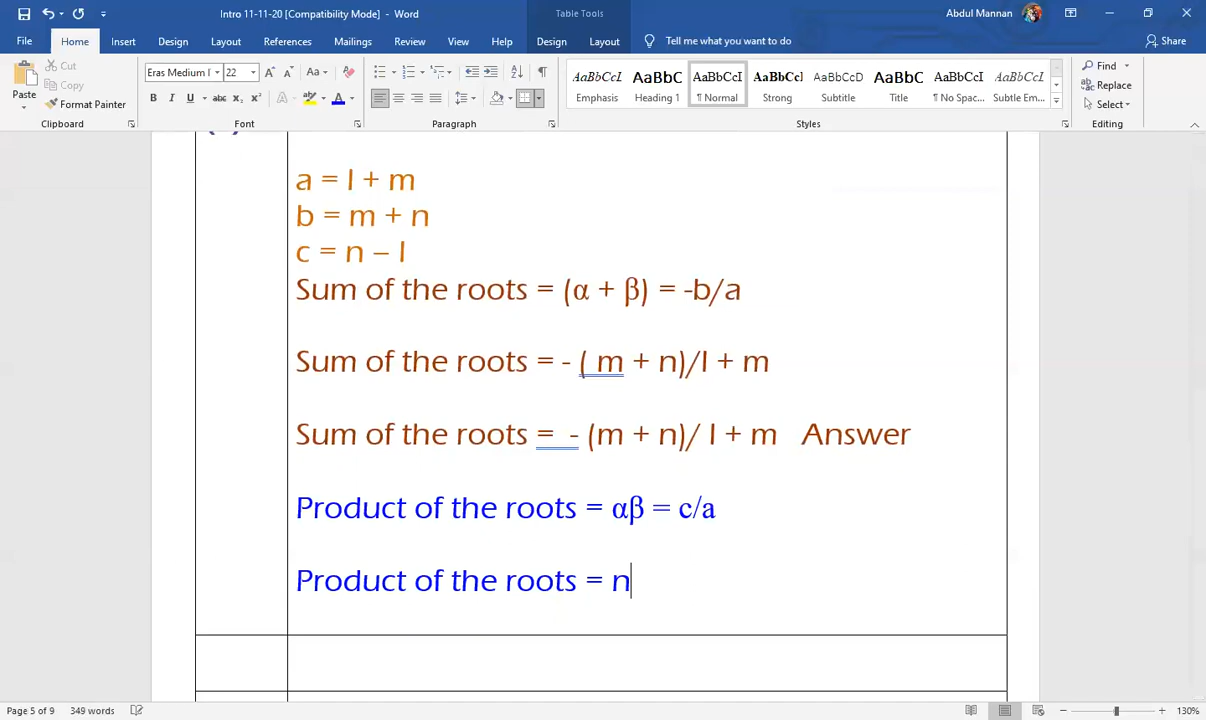 Intro 11-11-20 [Compatibility Mode] - Word
Table Tools
Abdul Mannan
File Home Insert Design Layout References Mailings Review View Help Design Layout Tell me what you want to do Share
Paste
Cut
Copy
Format Painter
Clipboard
Eras Medium I 22
Font
Paragraph
AaBbCcI AaBbC AaBbCcI AaBbCcI AaBbCcD AaBbC AaBbCcI AaBbCcI
Emphasis Heading 1 ¶ Normal Strong Subtitle Title ¶ No Spac... Subtle Em...
Styles
Find
Replace
Select
Editing
a = l + m
b = m + n
c = n – l
Sum of the roots = (α + β) = -b/a
Sum of the roots = - ( m + n)/l + m
Sum of the roots = - (m + n)/ l + m Answer
Product of the roots = αβ = c/a
Product of the roots = n
Page 5 of 9 349 words 130%